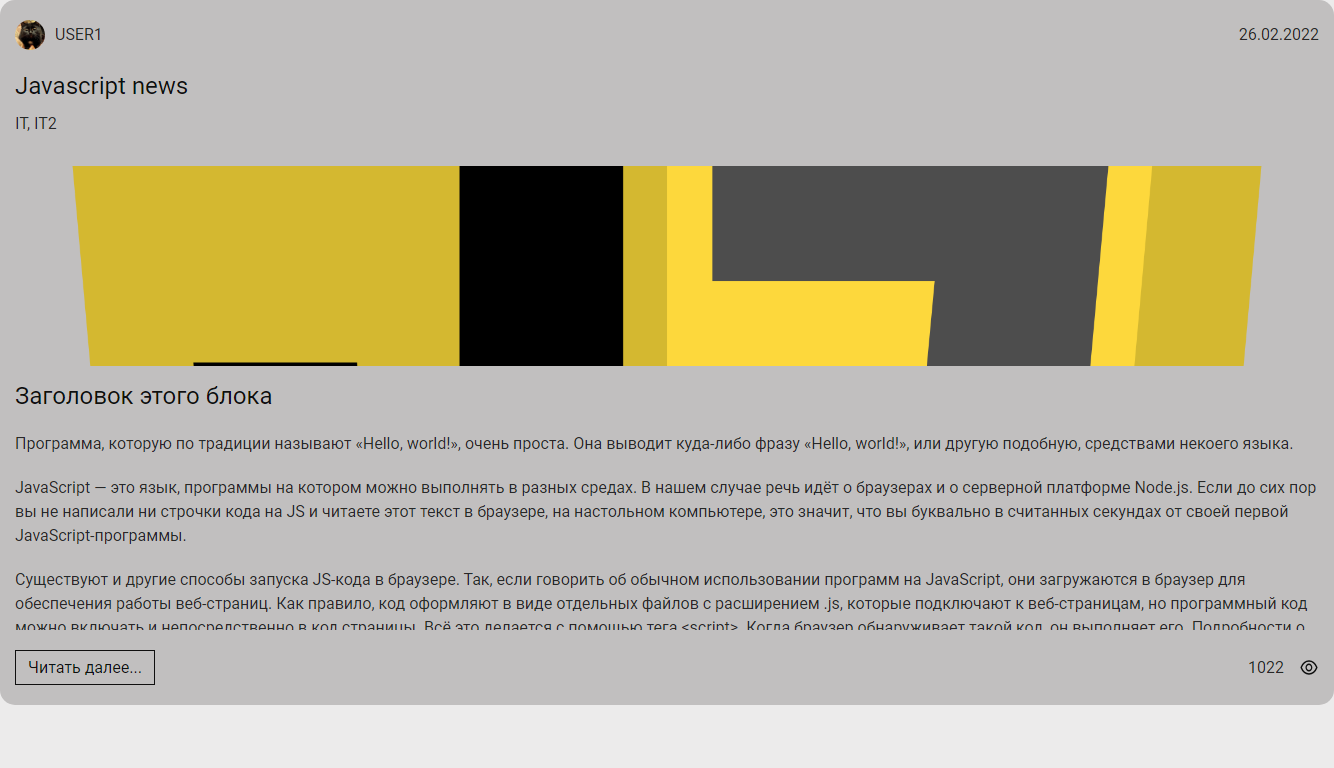 USER1
26.02.2022
Javascript news
IT, IT2
Заголовок этого блока
Программа, которую по традиции называют «Hello, world!», очень проста. Она выводит куда-либо фразу «Hello, world!», или другую подобную, средствами некоего языка.
JavaScript — это язык, программы на котором можно выполнять в разных средах. В нашем случае речь идёт о браузерах и о серверной платформе Node.js. Если до сих пор
вы не написали ни строчки кода на JS и читаете этот текст в браузере, на настольном компьютере, это значит, что вы буквально в считанных секундах от своей первой
JavaScript-программы.
Существуют и другие способы запуска JS-кода в браузере. Так, если говорить об обычном использовании программ на JavaScript, они загружаются в браузер для
обеспечения работы веб-страниц. Как правило, код оформляют в виде отдельных файлов с расширением .js, которые подключают к веб-страницам, но программный код
можно включать и непосредственно в код страницы. Всё это делается с помощью тега <script>. Когда браузер обнаруживает такой код, он выполняет его. Подробности о
Читать далее...
1022